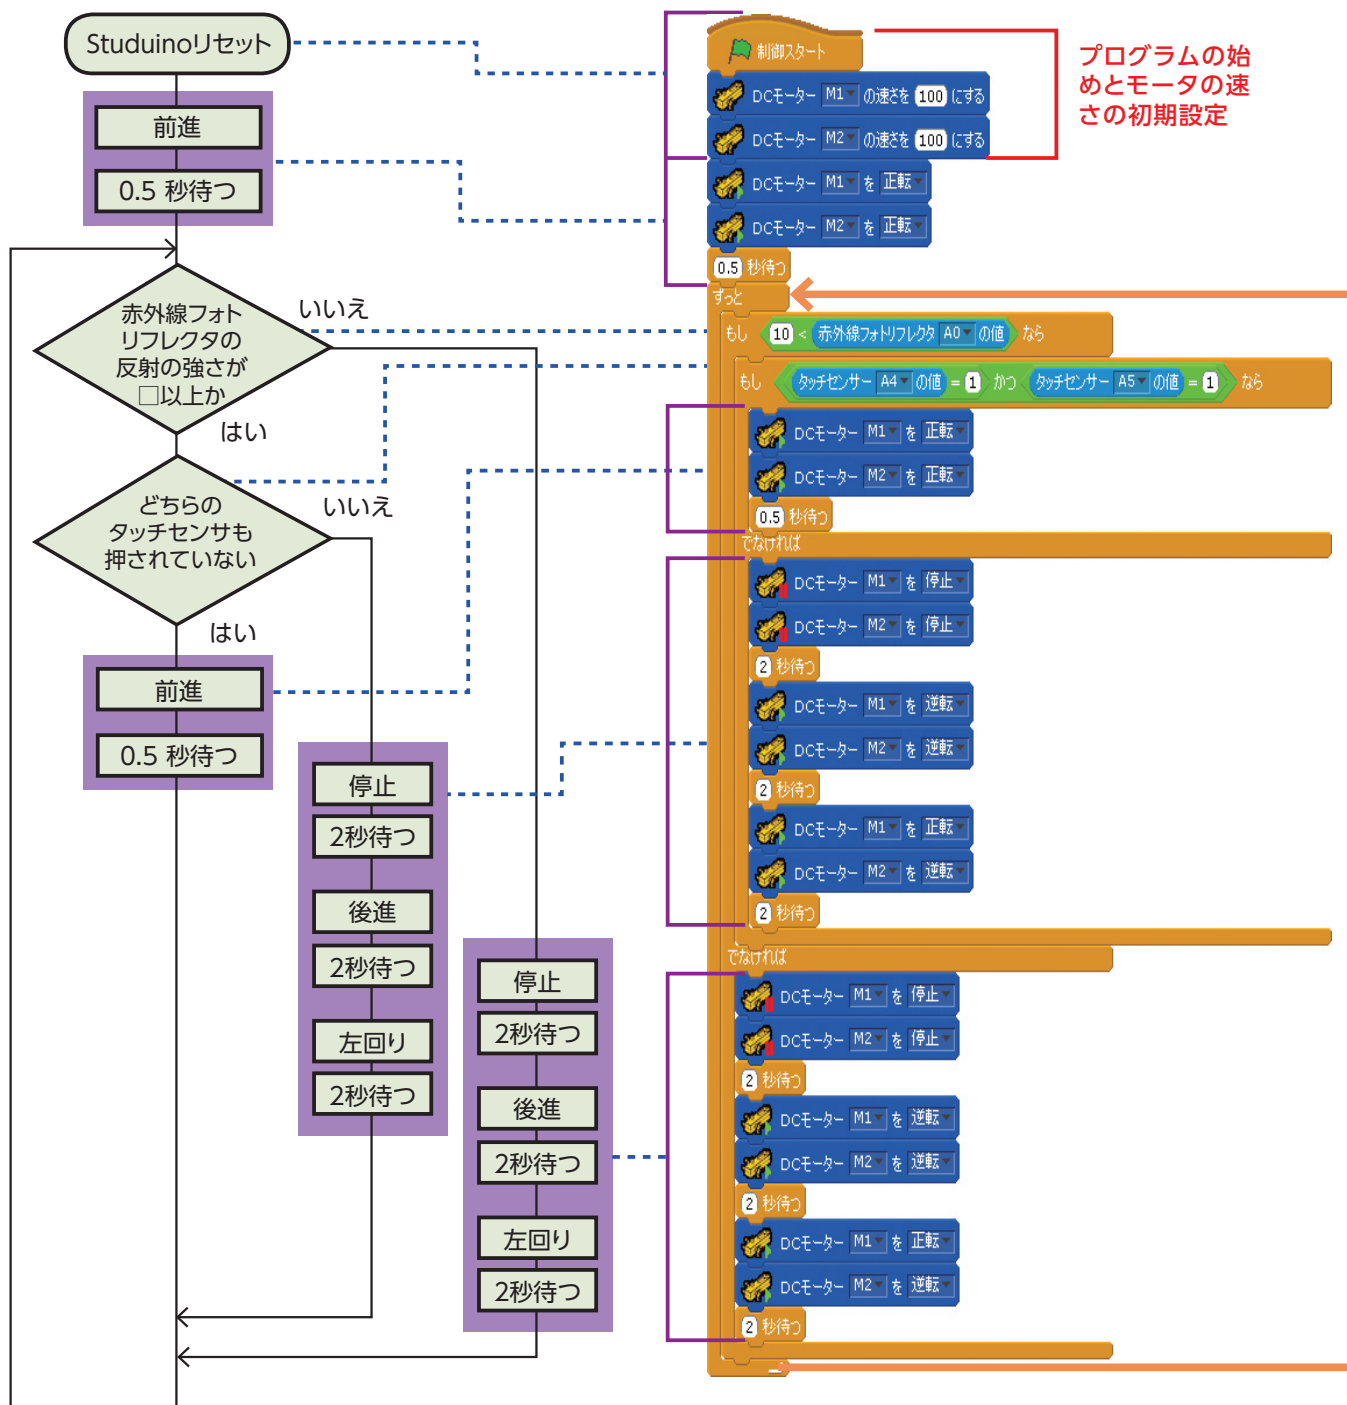 Studuinoリセット
前進
0.5 秒待つ
赤外線フォト
リフレクタの
反射の強さが
□以上か
いいえ
はい
どちらの
タッチセンサも
押されていない
いいえ
はい
前進
0.5 秒待つ
停止
2秒待つ
後進
2秒待つ
左回り
2秒待つ
停止
2秒待つ
後進
2秒待つ
左回り
2秒待つ
制御スタート
DCモーター M1 の速さを 100 にする
DCモーター M2 の速さを 100 にする
DCモーター M1 を 正転
DCモーター M2 を 正転
0.5 秒待つ
ずっと
もし 10 < 赤外線フォトリフレクタ A0 の値 なら
もし タッチセンサー A4 の値 = 1 かつ タッチセンサー A5 の値 = 1 なら
DCモーター M1 を 正転
DCモーター M2 を 正転
0.5 秒待つ
でなければ
DCモーター M1 を 停止
DCモーター M2 を 停止
2 秒待つ
DCモーター M1 を 逆転
DCモーター M2 を 逆転
2 秒待つ
DCモーター M1 を 正転
DCモーター M2 を 逆転
2 秒待つ
でなければ
DCモーター M1 を 停止
DCモーター M2 を 停止
2 秒待つ
DCモーター M1 を 逆転
DCモーター M2 を 逆転
2 秒待つ
DCモーター M1 を 正転
DCモーター M2 を 逆転
2 秒待つ
プログラムの始
めとモータの速
さの初期設定